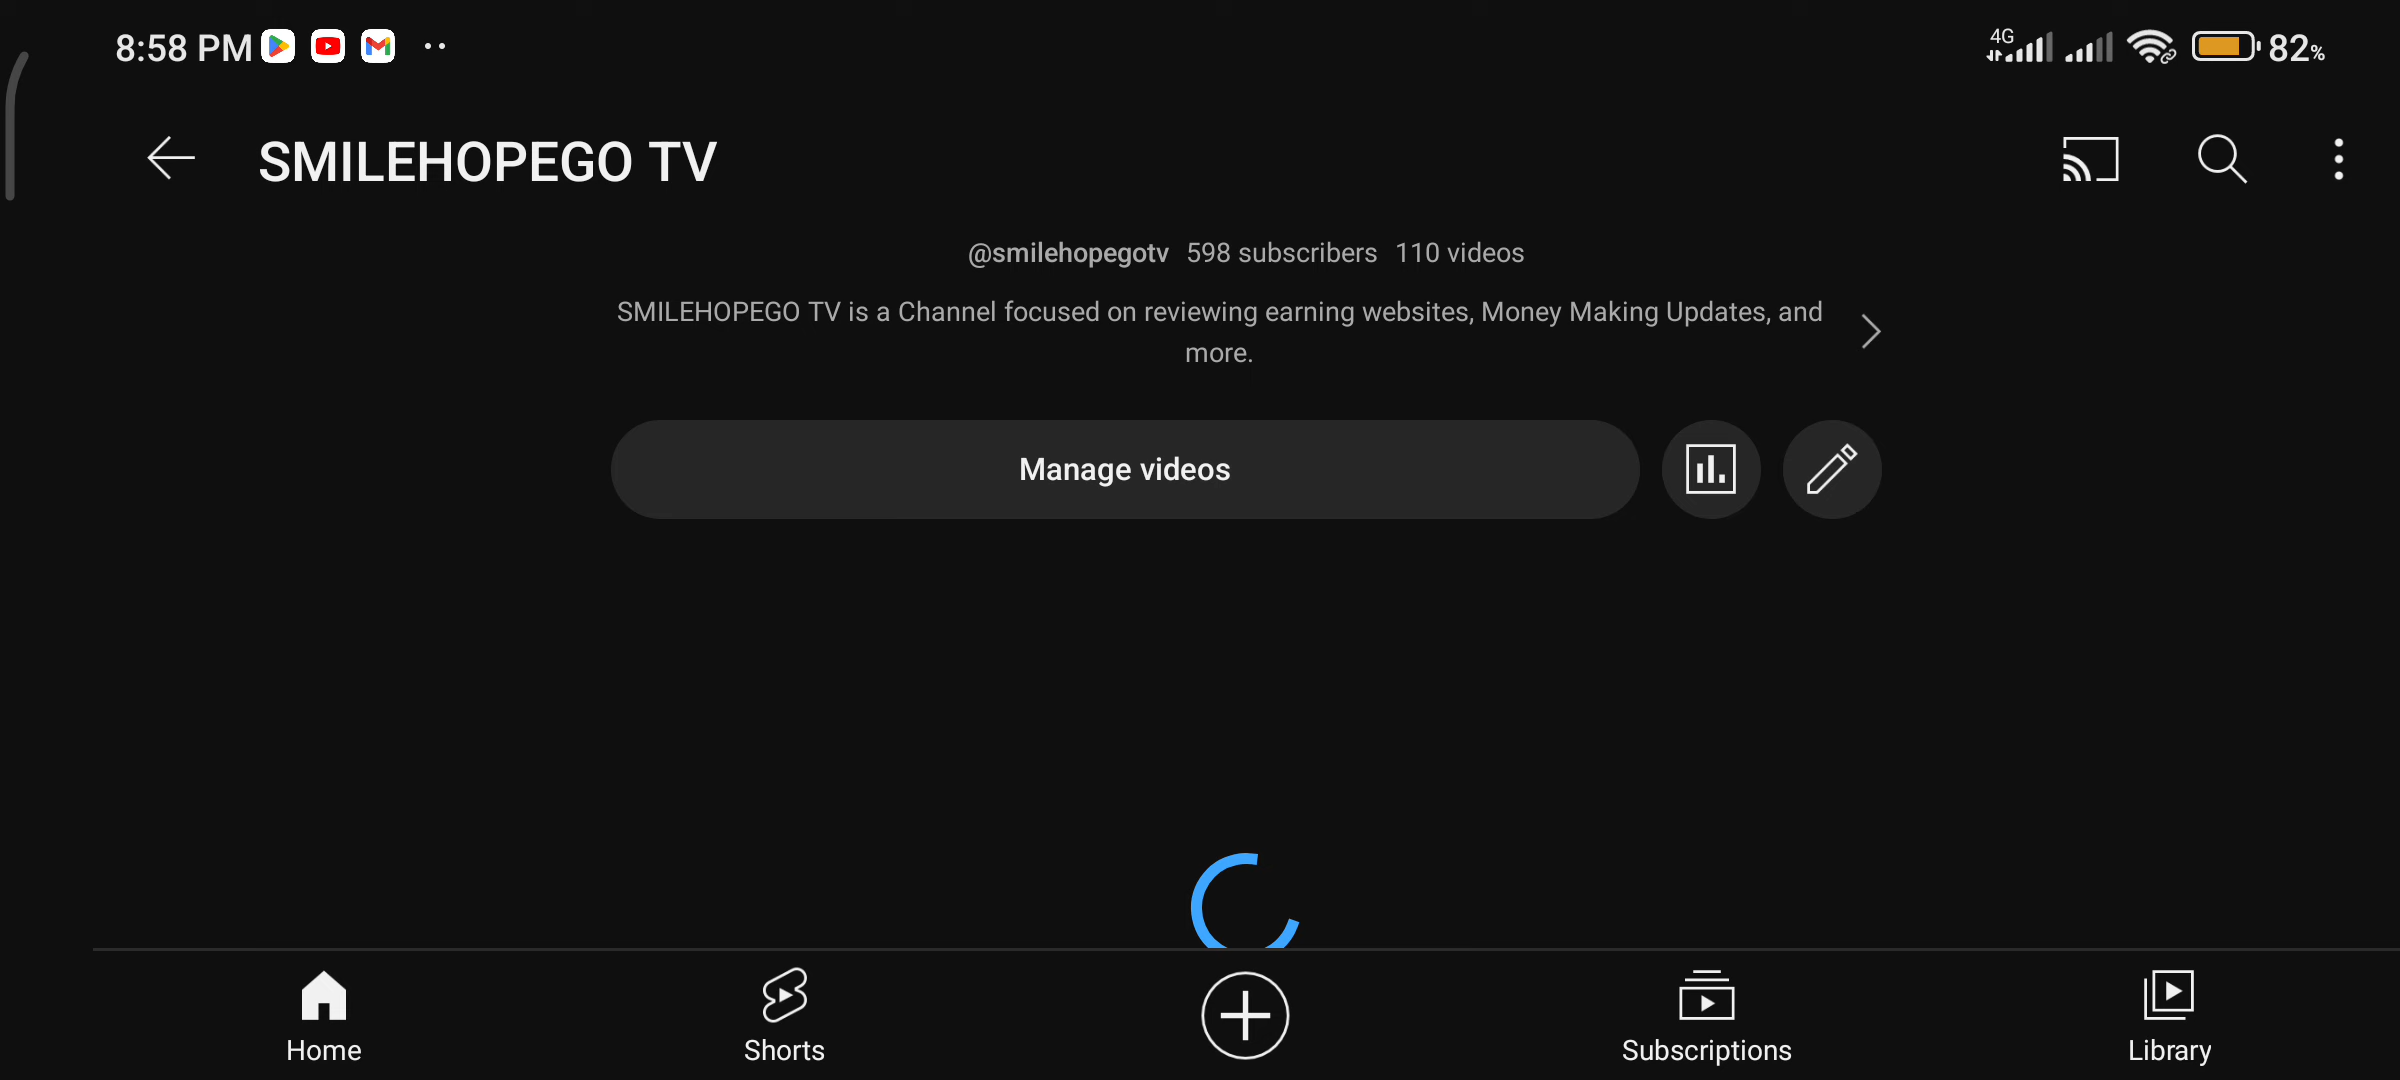 8:58 PM
4G
82%
SMILEHOPEGO TV
@smilehopegotv 598 subscribers 110 videos
SMILEHOPEGO TV is a Channel focused on reviewing earning websites, Money Making Updates, and
more.
Manage videos
Home
Shorts
Subscriptions
Library